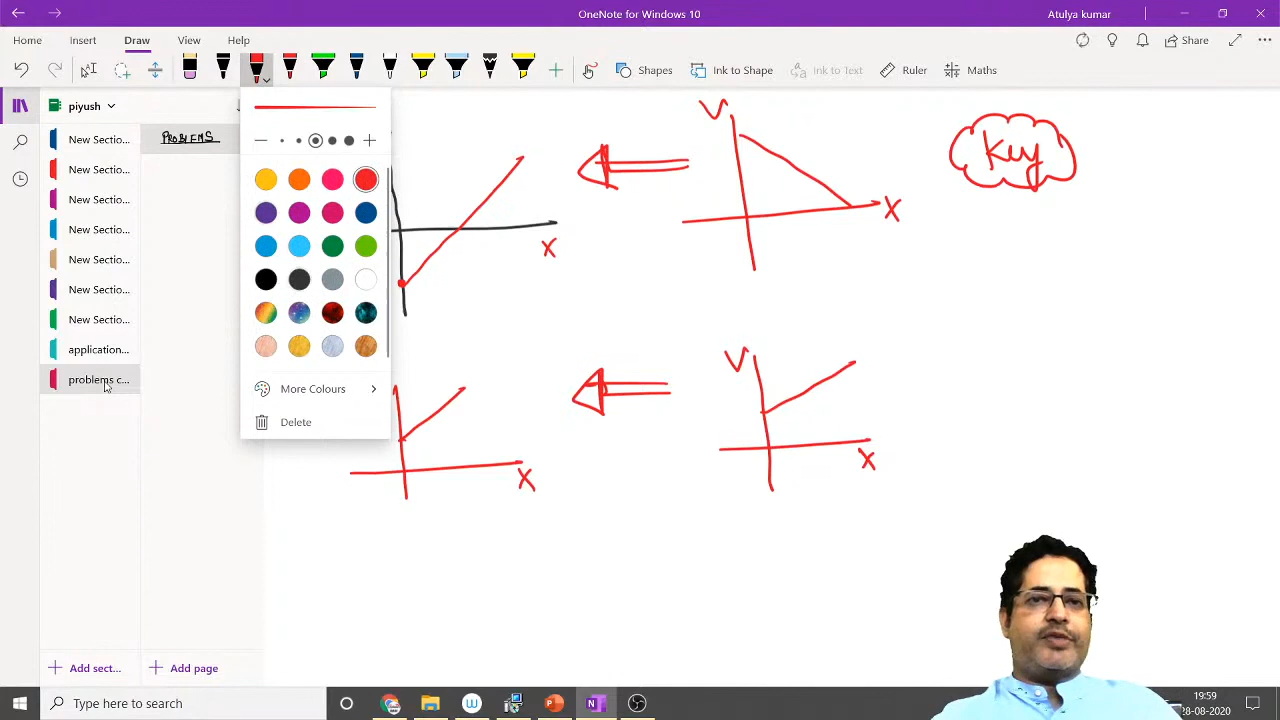 OneNote for Windows 10
Atulya kumar
Home
Insert
Draw
View
Help
Share
Shapes
Ink to Shape
Ink to Text
Ruler
Maths
piyush
New Sectio...
New Sectio...
New Sectio...
New Sectio...
New Sectio...
New Sectio...
New Sectio...
application...
problems c...
PROBLEMS
More Colours
Delete
V
X
X
Key
V
X
X
Add sect...
Add page
Type here to search
19:59
28-08-2020